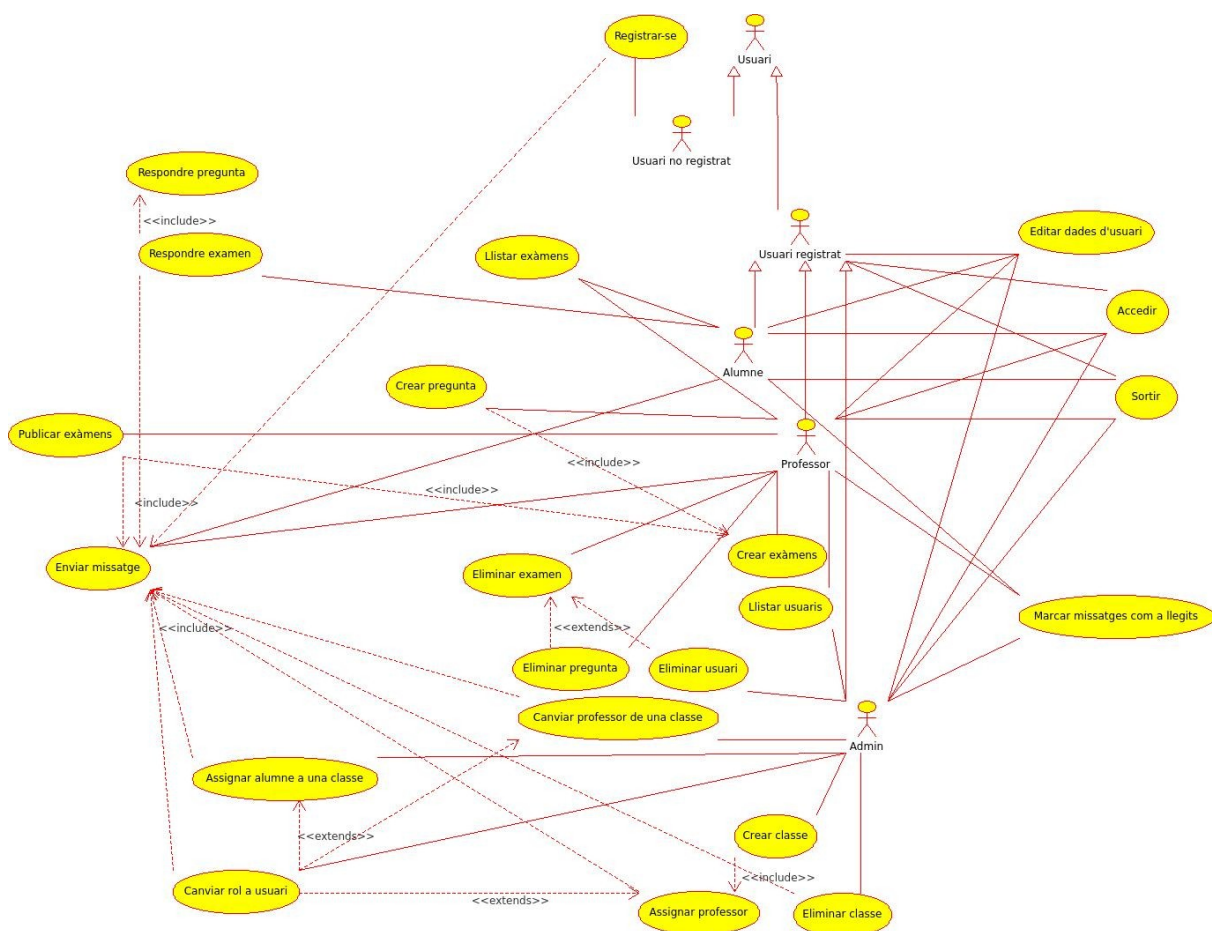 Registrar-se
Usuari
Usuari no registrat
Respondre pregunta
<<include>>
Respondre examen
Llistar exàmens
Usuari registrat
Editar dades d'usuari
Accedir
Alumne
Crear pregunta
Sortir
Publicar exàmens
Professor
<<include>>
<<include>>
<include>>
Crear exàmens
Enviar missatge
Eliminar examen
Llistar usuaris
Marcar missatges com a llegits
<<include>>
<<extends>>
Eliminar pregunta
Eliminar usuari
Canviar professor de una classe
Admin
Assignar alumne a una classe
Crear classe
<<extends>>
<<include>>
Canviar rol a usuari
<<extends>>
Assignar professor
Eliminar classe